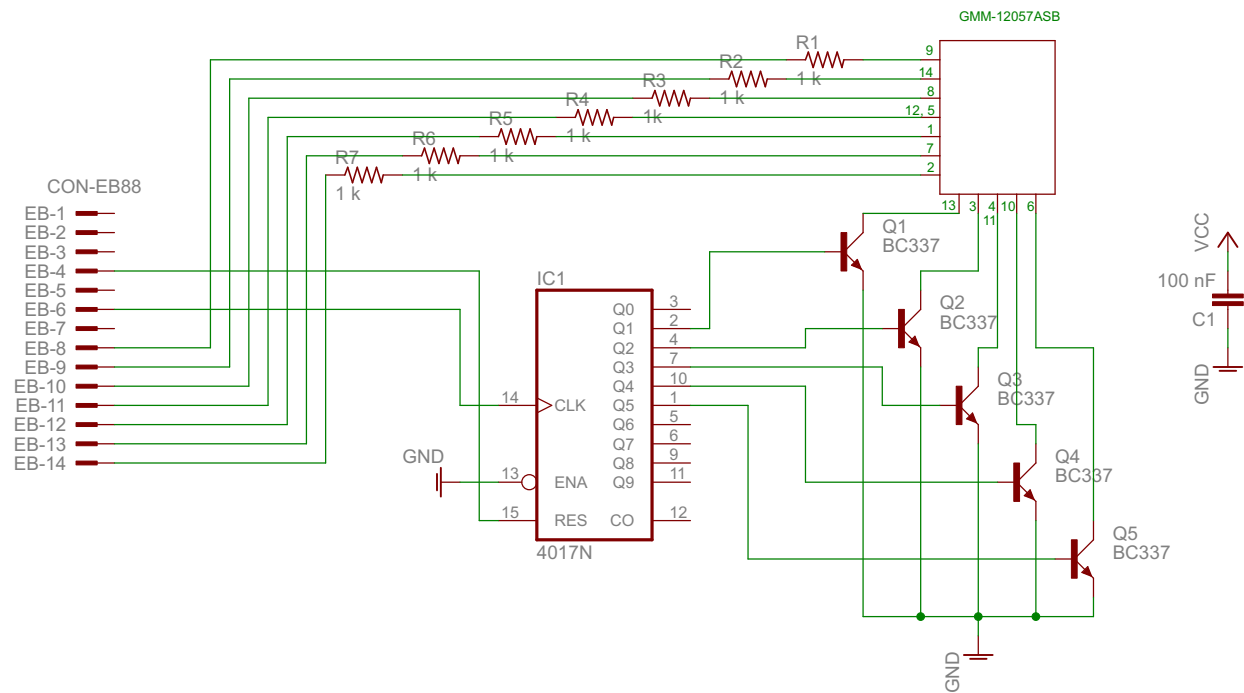 GMM-12057ASB
R1
9
R2
14
1 k
R3
8
1 k
R4
12, 5
1k
R5
1
1 k
R6
7
1 k
R7
2
1 k
CON-EB88
EB-1
EB-2
EB-3
EB-4
EB-5
EB-6
EB-7
EB-8
EB-9
EB-10
EB-11
EB-12
EB-13
EB-14
13
3
4
11
10
6
Q1
BC337
Q2
BC337
Q3
BC337
Q4
BC337
Q5
BC337
IC1
Q0 3
Q1 2
Q2 4
Q3 7
Q4 10
14 CLK Q5 1
Q6 5
Q7 6
Q8 9
GND
13 ENA Q9 11
15 RES CO 12
4017N
VCC
100 nF
C1
GND
GND
1 k